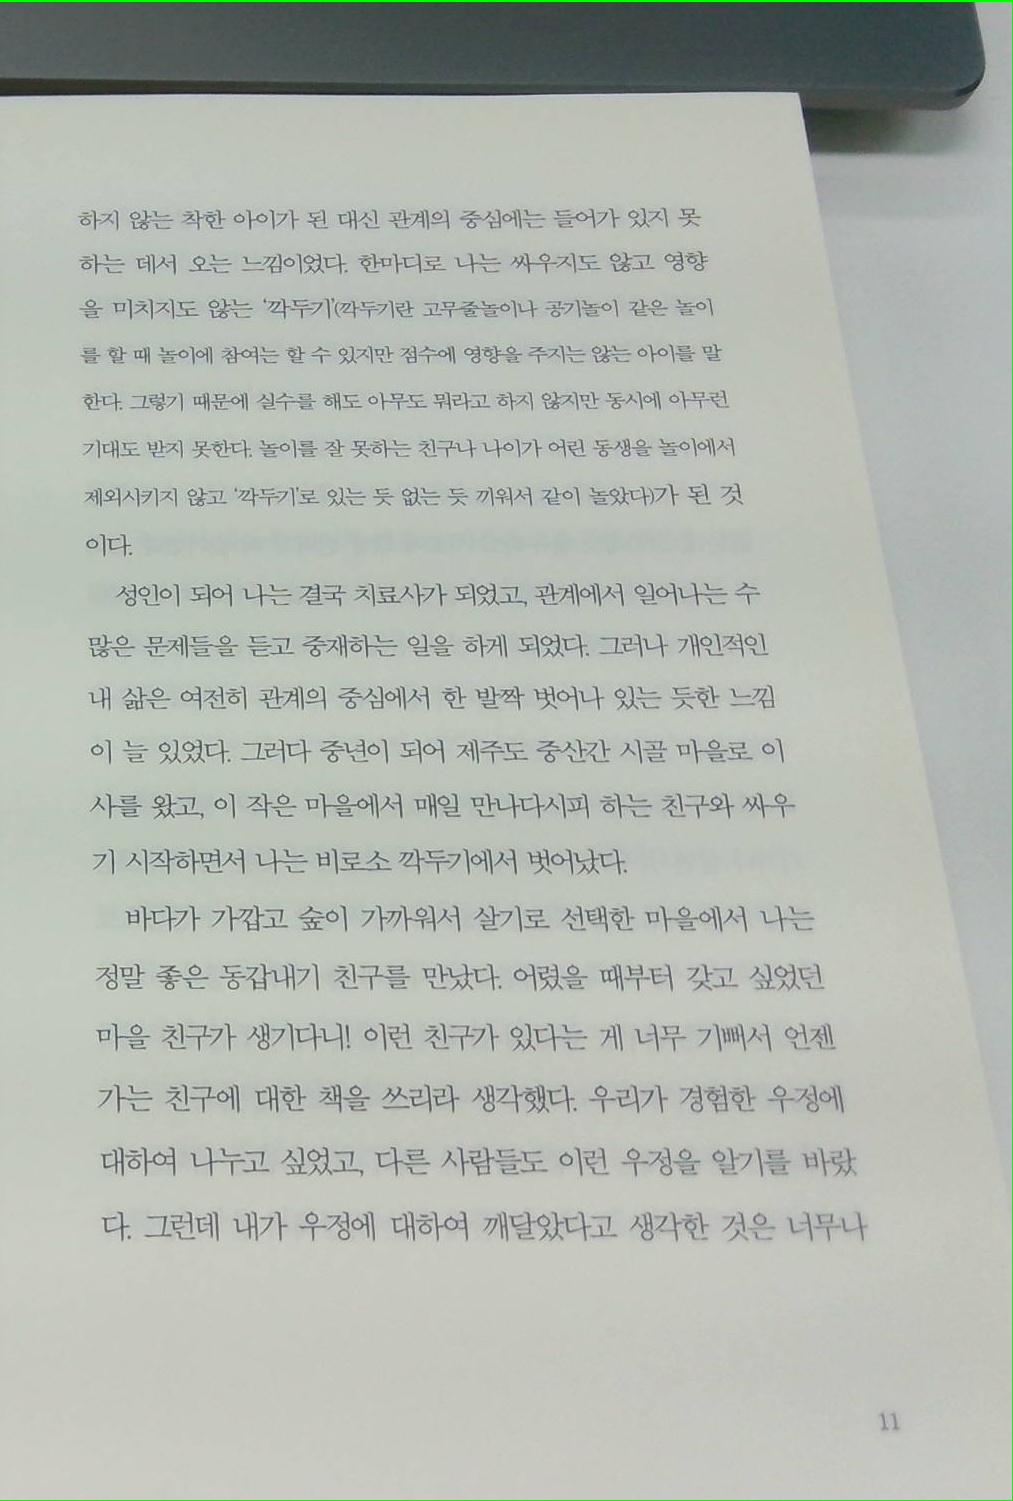 하지 않는 착한 아이가 된 대신 관계의 중심에는 들어가 있지 못
하는 데서 오는 느낌이었다. 한마디로 나는 싸우지도 않고 영향
을 미치지도 않는 '깍두기'(깍두기란 고무줄놀이나 공기놀이 같은 놀이
를 할 때 놀이에 참여는 할 수 있지만 점수에 영향을 주지는 않는 아이를 말
한다. 그렇기 때문에 실수를 해도 아무도 뭐라고 하지 않지만 동시에 아무런
기대도 받지 못한다. 놀이를 잘 못하는 친구나 나이가 어린 동생을 놀이에서
제외시키지 않고 '깍두기'로 있는 듯 없는 듯 끼워서 같이 놀았다)가 된 것
이다.
성인이 되어 나는 결국 치료사가 되었고, 관계에서 일어나는 수
많은 문제들을 듣고 중재하는 일을 하게 되었다. 그러나 개인적인
내 삶은 여전히 관계의 중심에서 한 발짝 벗어나 있는 듯한 느낌
이 늘 있었다. 그러다 중년이 되어 제주도 중산간 시골 마을로 이
사를 왔고, 이 작은 마을에서 매일 만나다시피 하는 친구와 싸우
기 시작하면서 나는 비로소 깍두기에서 벗어났다.
바다가 가깝고 숲이 가까워서 살기로 선택한 마을에서 나는
정말 좋은 동갑내기 친구를 만났다. 어렸을 때부터 갖고 싶었던
마을 친구가 생기다니! 이런 친구가 있다는 게 너무 기뻐서 언젠
가는 친구에 대한 책을 쓰리라 생각했다. 우리가 경험한 우정에
대하여 나누고 싶었고, 다른 사람들도 이런 우정을 알기를 바랐
다. 그런데 내가 우정에 대하여 깨달았다고 생각한 것은 너무나
11